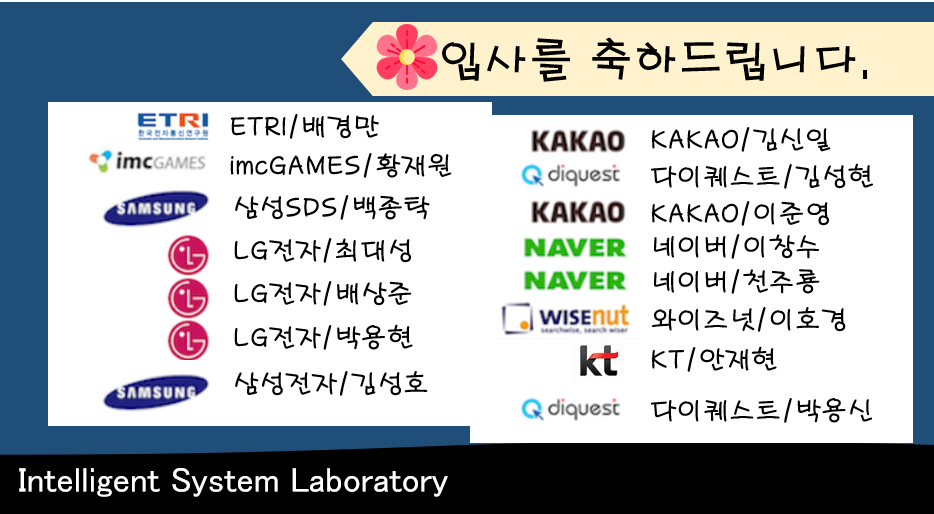 입사를 축하드립니다.
ETRI 한국전자통신연구원 ETRI/배경만
imcGAMES imcGAMES/황재원
SAMSUNG 삼성SDS/백종탁
LG LG전자/최대성
LG LG전자/배상준
LG LG전자/박용현
SAMSUNG 삼성전자/김성호
KAKAO KAKAO/김신일
diquest 다이퀘스트/김성현
KAKAO KAKAO/이준영
NAVER 네이버/이창수
NAVER 네이버/천주룡
WISEnut 와이즈넛/이호경
searchwise, search wiser
kt KT/안재현
diquest 다이퀘스트/박용신
Intelligent System Laboratory